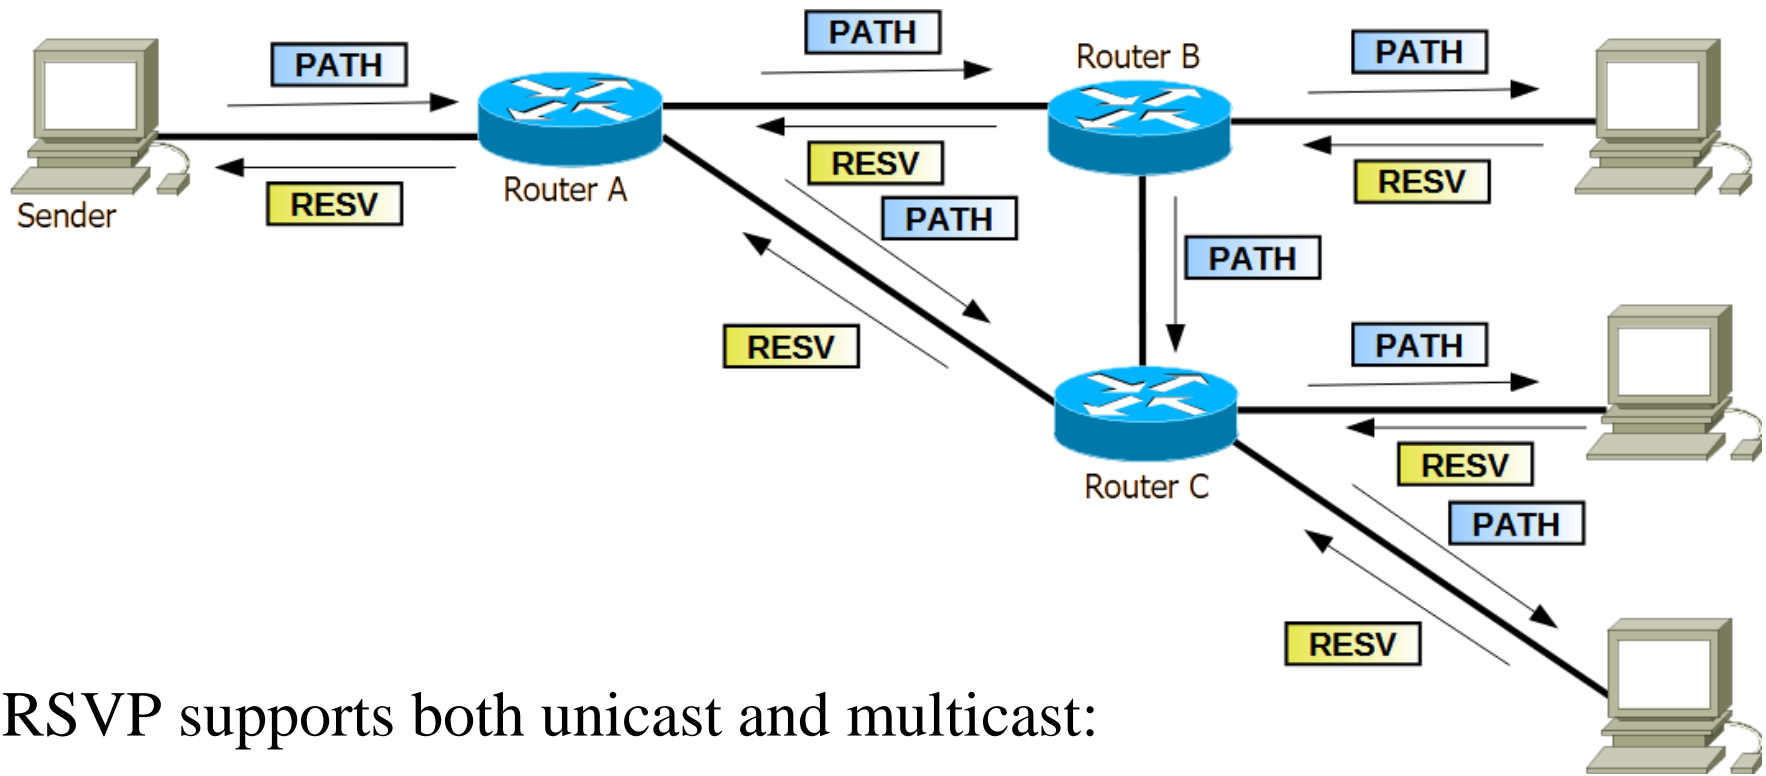 PATH
Router B
PATH
PATH
RESV
RESV
Router A
RESV
PATH
Sender
RESV
PATH
RESV
PATH
RESV
Router C
PATH
RESV
RSVP supports both unicast and multicast: